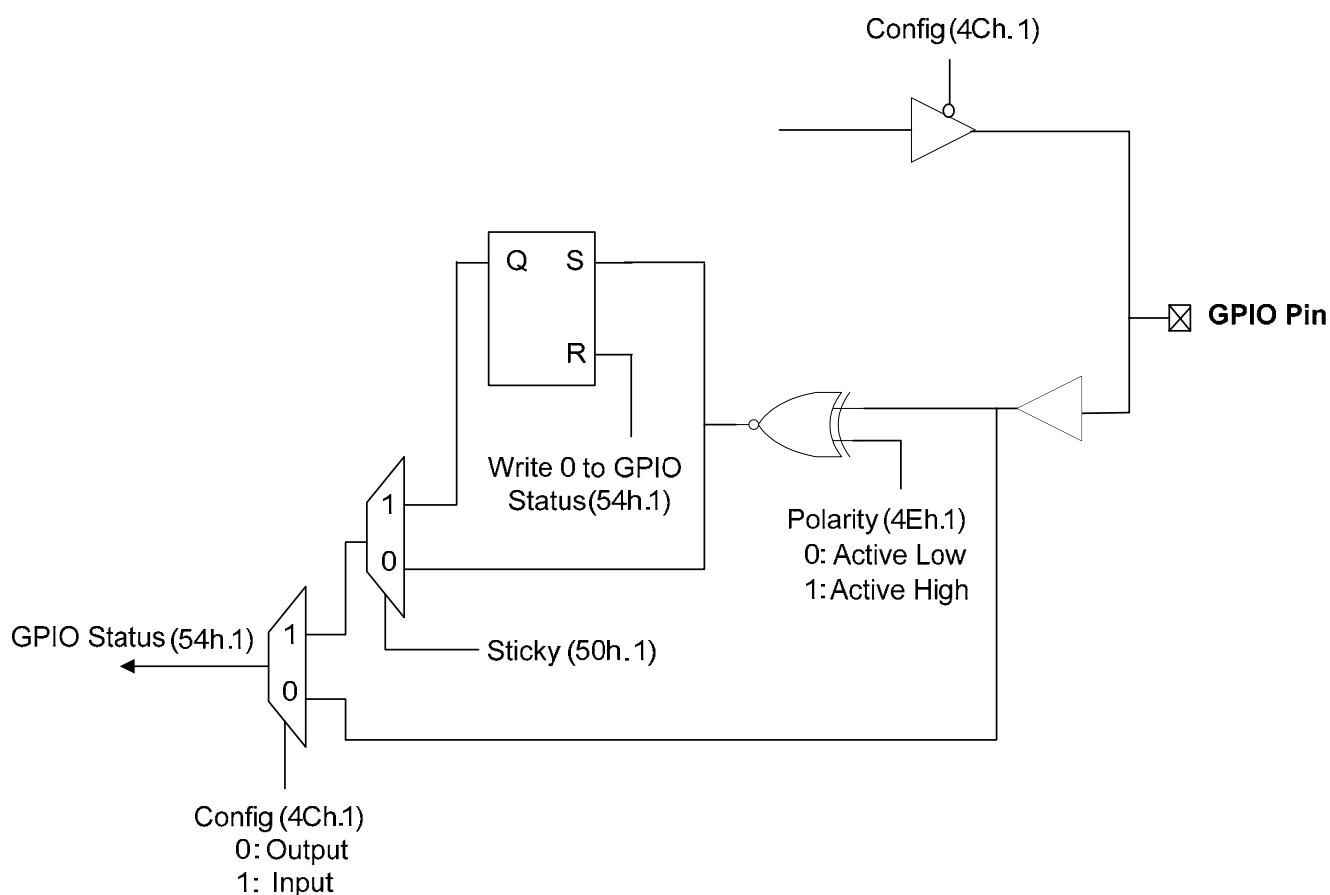 Config (4Ch.1)
Q
S
R
GPIO Pin
Write 0 to GPIO
Status (54h.1)
1
0
Polarity (4Eh.1)
0: Active Low
1: Active High
GPIO Status (54h.1)
1
0
Sticky (50h.1)
Config (4Ch.1)
0: Output
1: Input